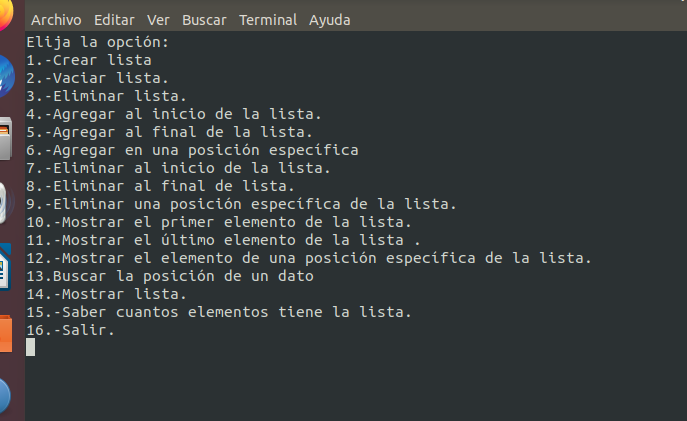 Archivo Editar Ver Buscar Terminal Ayuda
Elija la opción:
1.-Crear lista
2.-Vaciar lista.
3.-Eliminar lista.
4.-Agregar al inicio de la lista.
5.-Agregar al final de la lista.
6.-Agregar en una posición específica
7.-Eliminar al inicio de la lista.
8.-Eliminar al final de lista.
9.-Eliminar una posición específica de la lista.
10.-Mostrar el primer elemento de la lista.
11.-Mostrar el último elemento de la lista .
12.-Mostrar el elemento de una posición específica de la lista.
13.Buscar la posición de un dato
14.-Mostrar lista.
15.-Saber cuantos elementos tiene la lista.
16.-Salir.